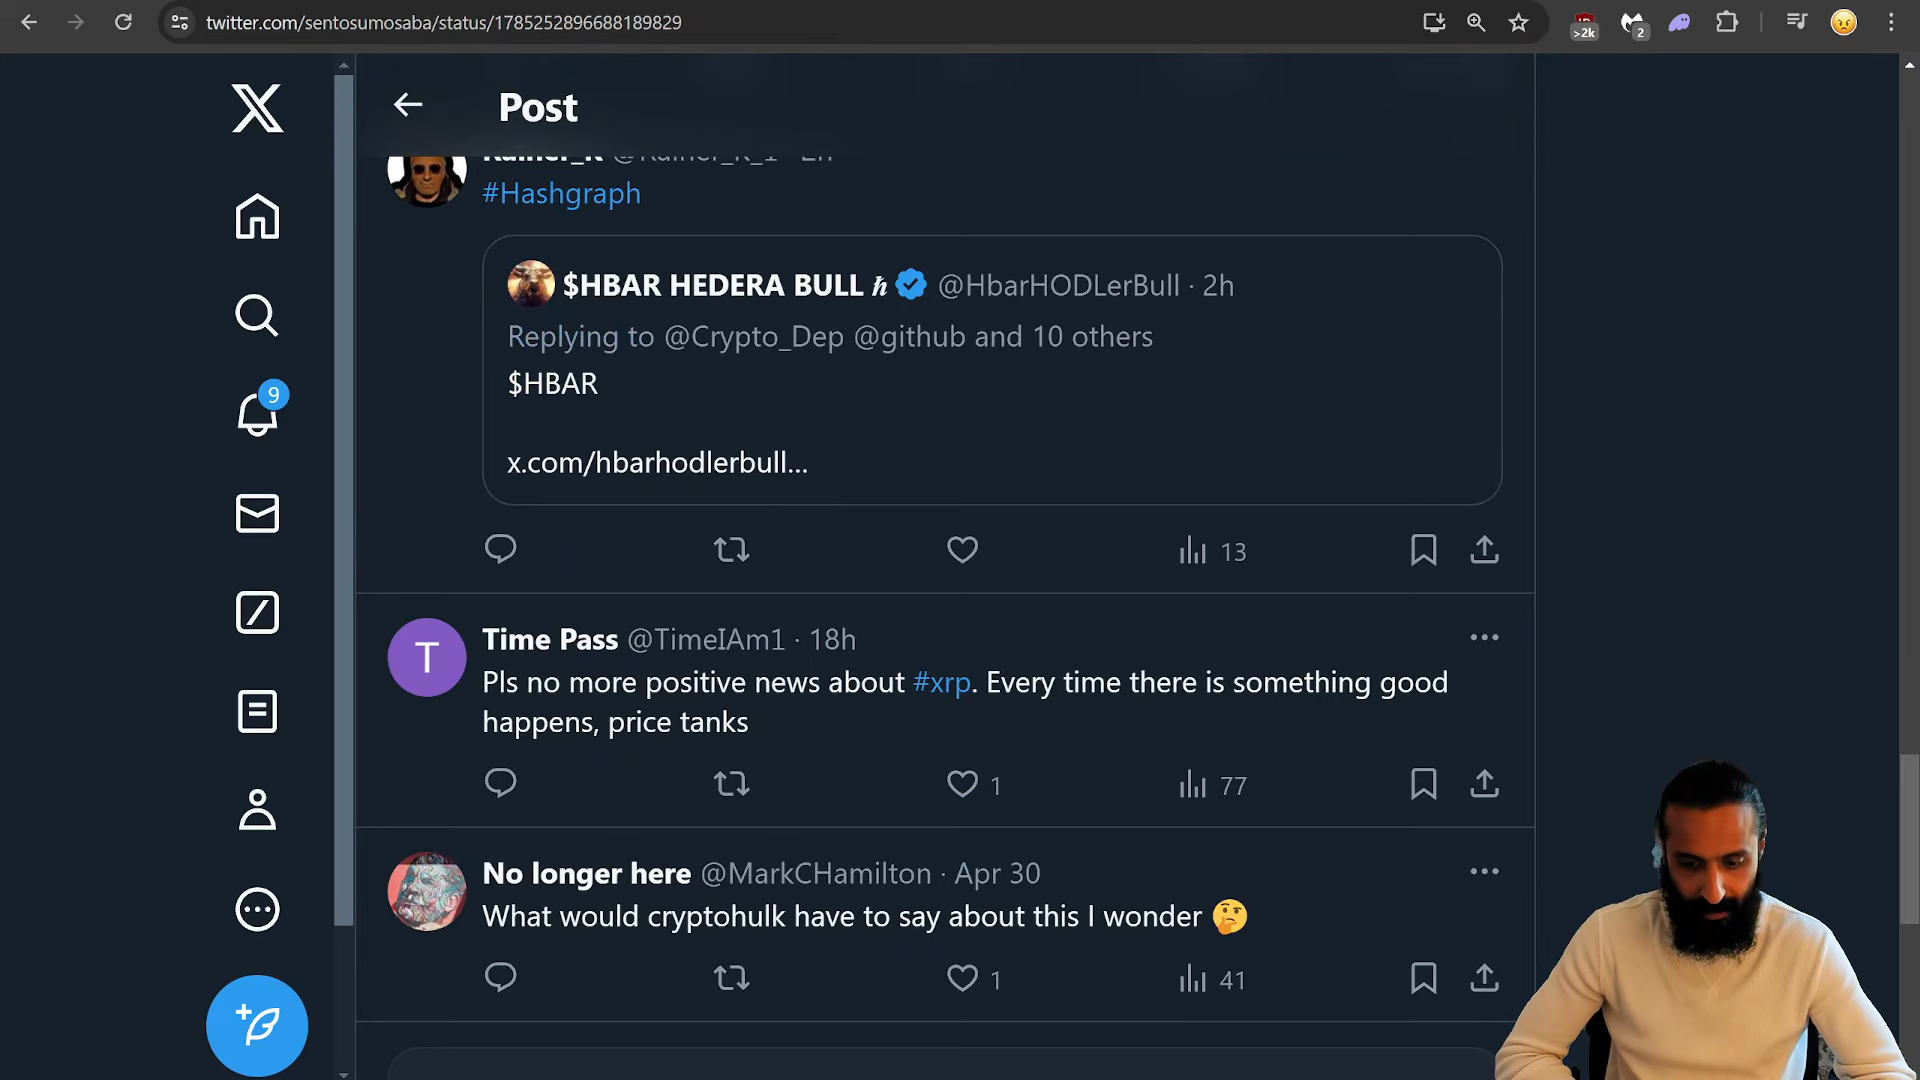 twitter.com/sentosumosaba/status/1785252896688189829
>2k
2
Post
#Hashgraph
$HBAR HEDERA BULL ℏ @HbarHODLerBull · 2h
Replying to @Crypto_Dep @github and 10 others
$HBAR
x.com/hbarhodlerbull...
13
9
T
Time Pass @TimeIAm1 · 18h
Pls no more positive news about #xrp. Every time there is something good
happens, price tanks
1
77
No longer here @MarkCHamilton · Apr 30
What would cryptohulk have to say about this I wonder 🤔
1
41